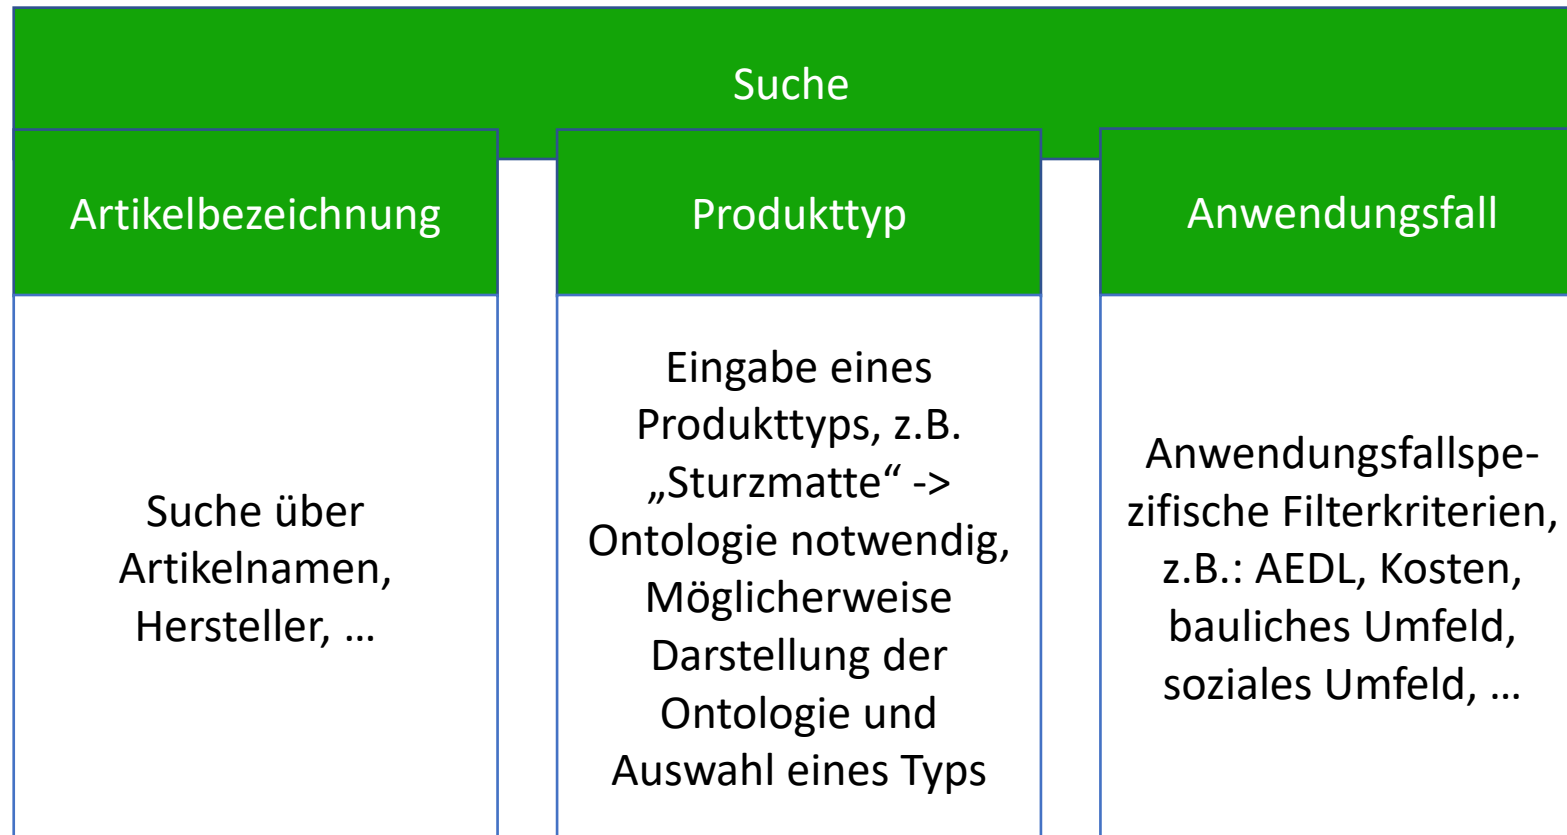 Suche
Artikelbezeichnung
Suche über
Artikelnamen,
Hersteller, …
Produkttyp
Eingabe eines
Produkttyps, z.B.
„Sturzmatte“ ->
Ontologie notwendig,
Möglicherweise
Darstellung der
Ontologie und
Auswahl eines Typs
Anwendungsfall
Anwendungsfallspe-
zifische Filterkriterien,
z.B.: AEDL, Kosten,
bauliches Umfeld,
soziales Umfeld, …